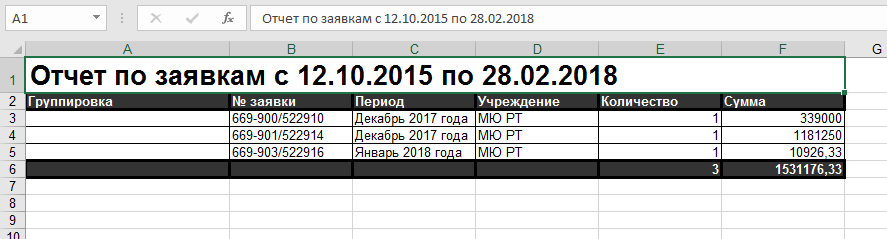 A1 fx Отчет по заявкам с 12.10.2015 по 28.02.2018
A B C D E F G
1 Отчет по заявкам с 12.10.2015 по 28.02.2018
2 Группировка № заявки Период Учреждение Количество Сумма
3 669-900/522910 Декабрь 2017 года МЮ РТ 1 339000
4 669-901/522914 Декабрь 2017 года МЮ РТ 1 1181250
5 669-903/522916 Январь 2018 года МЮ РТ 1 10926,33
6 3 1531176,33
7
8
9
10